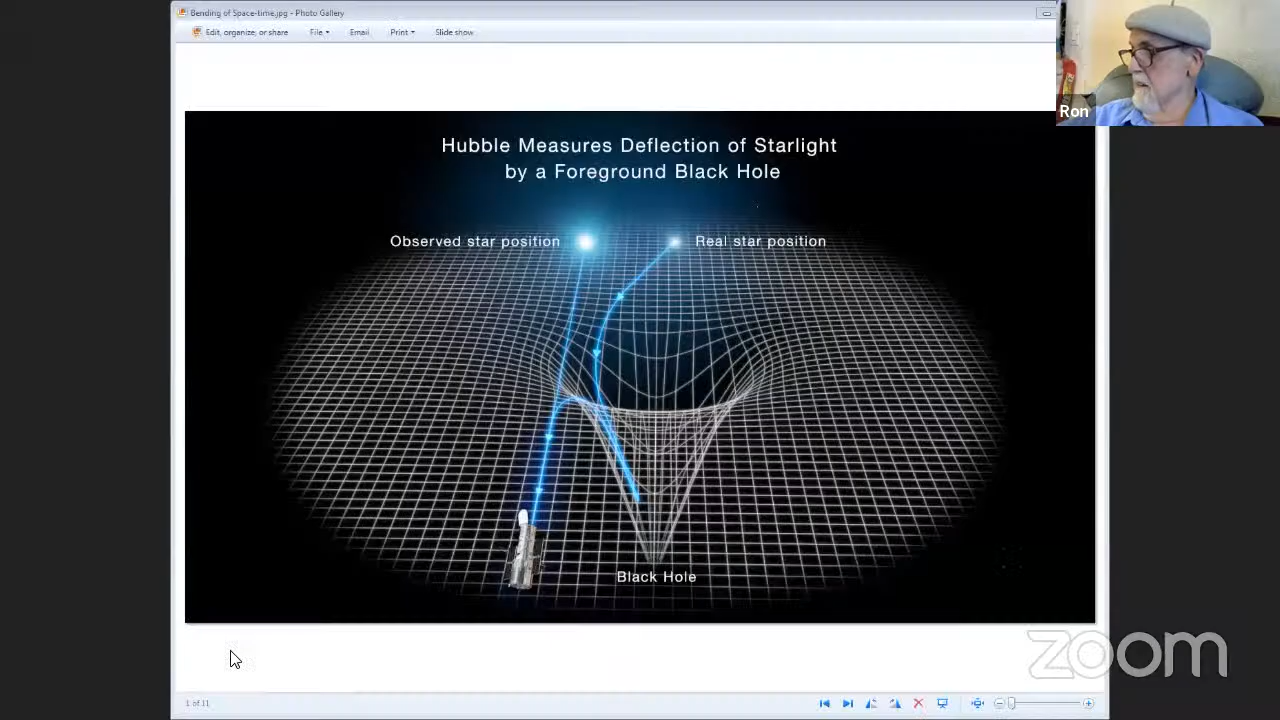 Bending of Space-time.jpg - Photo Gallery
Edit, organize, or share File Email Print Slide show
Ron
Hubble Measures Deflection of Starlight
by a Foreground Black Hole
Observed star position Real star position
Black Hole
zoom
1 of 11